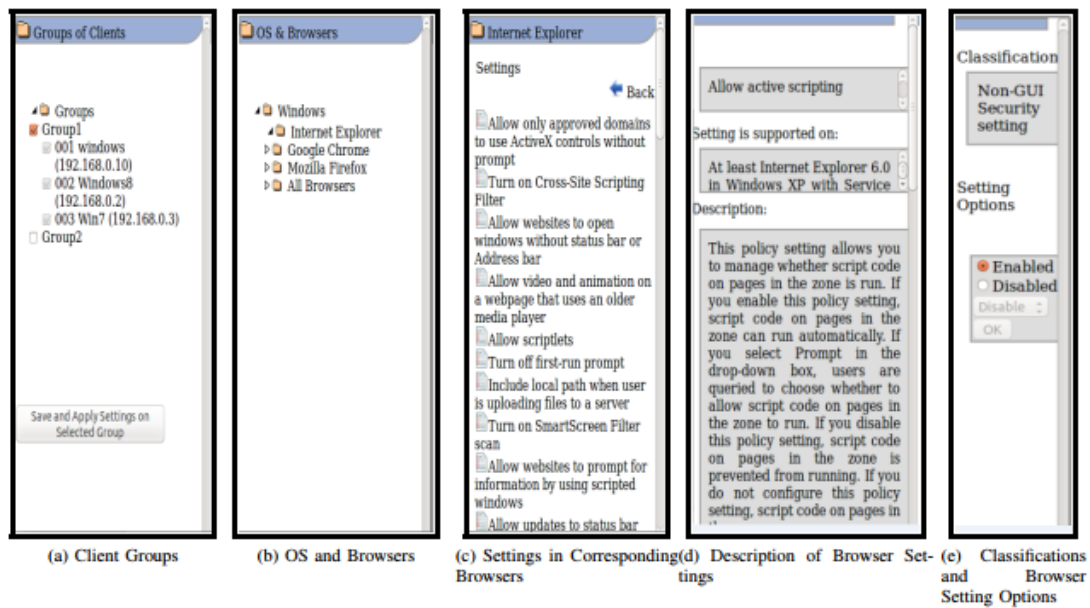 Groups of Clients
Groups
Group1
001 windows
(192.168.0.10)
002 Windows8
(192.168.0.2)
003 Win7 (192.168.0.3)
Group2
Save and Apply Settings on
Selected Group
(a) Client Groups
OS & Browsers
Windows
Internet Explorer
Google Chrome
Mozilla Firefox
All Browsers
(b) OS and Browsers
Internet Explorer
Settings
Back
Allow only approved domains
to use ActiveX controls without
prompt
Turn on Cross-Site Scripting
Filter
Allow websites to open
windows without status bar or
Address bar
Allow video and animation on
a webpage that uses an older
media player
Allow scriptlets
Turn off first-run prompt
Include local path when user
is uploading files to a server
Turn on SmartScreen Filter
scan
Allow websites to prompt for
information by using scripted
windows
Allow updates to status bar
(c) Settings in Corresponding
Browsers
Allow active scripting
Setting is supported on:
At least Internet Explorer 6.0
in Windows XP with Service
Description:
This policy setting allows you
to manage whether script code
on pages in the zone is run. If
you enable this policy setting,
script code on pages in the
zone can run automatically. If
you select Prompt in the
drop-down box, users are
queried to choose whether to
allow script code on pages in
the zone to run. If you disable
this policy setting, script code
on pages in the zone is
prevented from running. If you
do not configure this policy
setting, script code on pages in
(d) Description of Browser Set-
tings
Classification
Non-GUI
Security
setting
Setting
Options
Enabled
Disabled
Disable
OK
(e) Classifications
and Browser
Setting Options